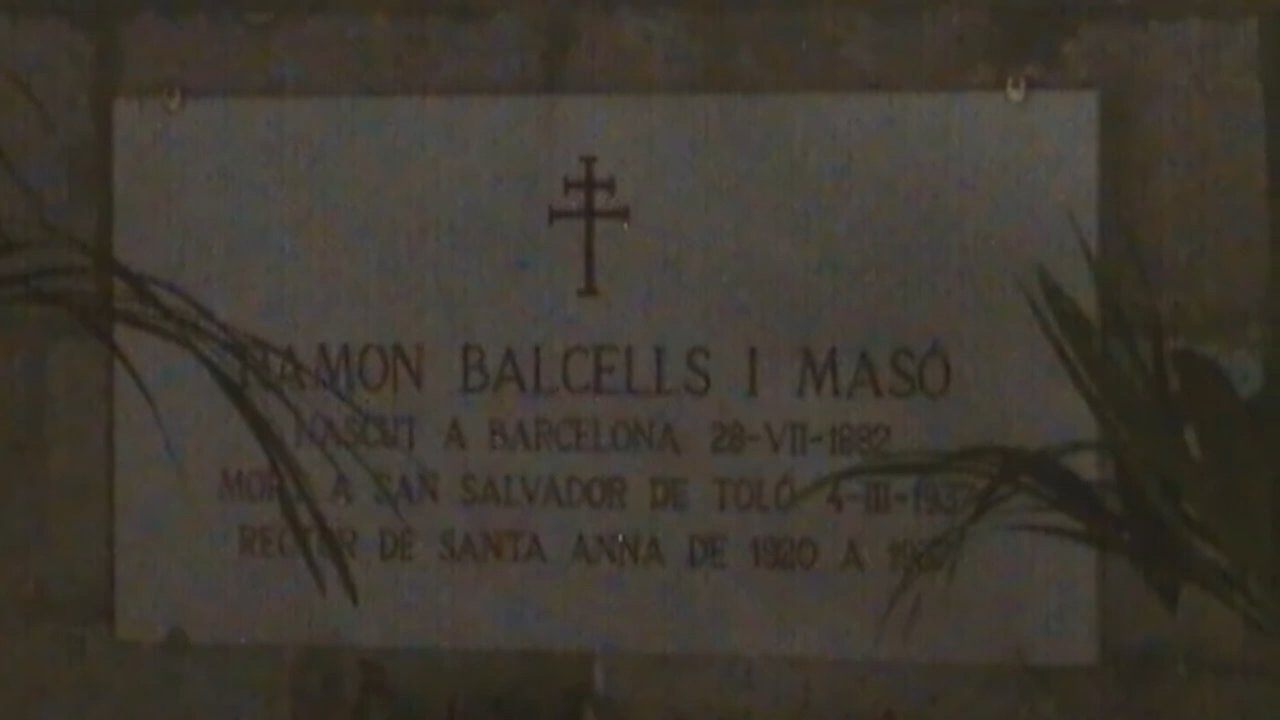 RAMON BALCELLS I MASÓ
NASCUT A BARCELONA 28-VII-1882
MORT A SAN SALVADOR DE TOLÓ 4-III-1937
RECTOR DE SANTA ANNA DE 1920 A